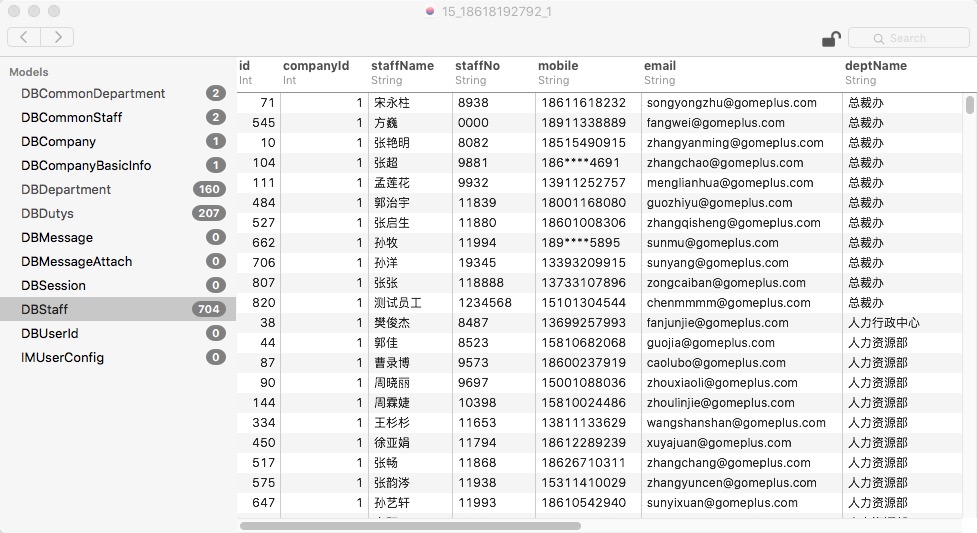 15_18618192792_1
Search
Models
DBCommonDepartment 2
DBCommonStaff 2
DBCompany 1
DBCompanyBasicInfo 1
DBDepartment 160
DBDutys 207
DBMessage 0
DBMessageAttach 0
DBSession 0
DBStaff 704
DBUserId 0
IMUserConfig 0
id companyId staffName staffNo mobile email deptName
Int Int String String String String String
71 1 宋永柱 8938 18611618232 songyongzhu@gomeplus.com 总裁办
545 1 方巍 0000 18911338889 fangwei@gomeplus.com 总裁办
10 1 张艳明 8082 18515490915 zhangyanming@gomeplus.com 总裁办
104 1 张超 9881 186****4691 zhangchao@gomeplus.com 总裁办
111 1 孟莲花 9932 13911252757 menglianhua@gomeplus.com 总裁办
484 1 郭治宇 11839 18001168080 guozhiyu@gomeplus.com 总裁办
527 1 张启生 11880 18601008306 zhangqisheng@gomeplus.com 总裁办
662 1 孙牧 11994 189****5895 sunmu@gomeplus.com 总裁办
706 1 孙洋 19345 13393209915 sunyang@gomeplus.com 总裁办
807 1 张张 118888 13733107896 zongcaiban@gomeplus.com 总裁办
820 1 测试员工 1234568 15101304544 chenmmmm@gomeplus.com 总裁办
38 1 樊俊杰 8487 13699257993 fanjunjie@gomeplus.com 人力行政中心
44 1 郭佳 8523 15810682068 guojia@gomeplus.com 人力资源部
87 1 曹录博 9573 18600237919 caolubo@gomeplus.com 人力资源部
90 1 周晓丽 9697 15001088036 zhouxiaoli@gomeplus.com 人力资源部
144 1 周霖婕 10398 15810024486 zhoulinjie@gomeplus.com 人力资源部
334 1 王杉杉 11653 13811133629 wangshanshan@gomeplus.com 人力资源部
450 1 徐亚娟 11794 18612289239 xuyajuan@gomeplus.com 人力资源部
517 1 张畅 11868 18626710311 zhangchang@gomeplus.com 人力资源部
575 1 张韵涔 11938 15311410029 zhangyuncen@gomeplus.com 人力资源部
647 1 孙艺轩 11993 18610542940 sunyixuan@gomeplus.com 人力资源部